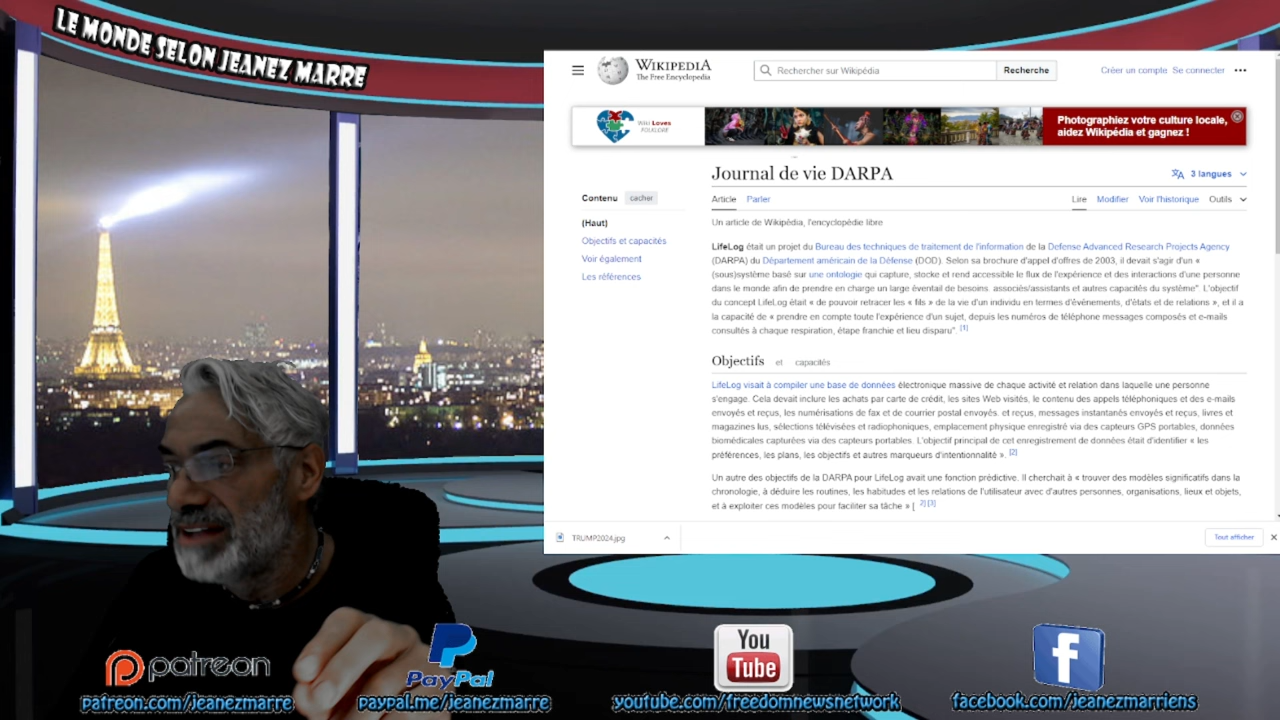 LE MONDE SELON JEANEZ MARRE
WIKIPEDIA
The Free Encyclopedia
Rechercher sur Wikipédia
Recherche
Créer un compte Se connecter
Wiki Loves
FOLKLORE
Photographiez votre culture locale,
aidez Wikipédia et gagnez !
Journal de vie DARPA
3 langues
Contenu cacher
(Haut)
Objectifs et capacités
Voir également
Les références
Article Parler
Lire Modifier Voir l'historique Outils
Un article de Wikipédia, l'encyclopédie libre
LifeLog était un projet du Bureau des techniques de traitement de l'information de la Defense Advanced Research Projects Agency
(DARPA) du Département américain de la Défense (DOD). Selon sa brochure d'appel d'offres de 2003, il devait s'agir d'un «
(sous)système basé sur une ontologie qui capture, stocke et rend accessible le flux de l'expérience et des interactions d'une personne
dans le monde afin de prendre en charge un large éventail de besoins. associés/assistants et autres capacités du système". L'objectif
du concept LifeLog était « de pouvoir retracer les « fils » de la vie d'un individu en termes d'événements, d'états et de relations », et il a
la capacité de « prendre en compte toute l'expérience d'un sujet, depuis les numéros de téléphone messages composés et e-mails
consultés à chaque respiration, étape franchie et lieu disparu". [1]
Objectifs et capacités
LifeLog visait à compiler une base de données électronique massive de chaque activité et relation dans laquelle une personne
s'engage. Cela devait inclure les achats par carte de crédit, les sites Web visités, le contenu des appels téléphoniques et des e-mails
envoyés et reçus, les numérisations de fax et de courrier postal envoyés. et reçus, messages instantanés envoyés et reçus, livres et
magazines lus, sélections télévisées et radiophoniques, emplacement physique enregistré via des capteurs GPS portables, données
biomédicales capturées via des capteurs portables. L'objectif principal de cet enregistrement de données était d'identifier « les
préférences, les plans, les objectifs et autres marqueurs d'intentionnalité ». [2]
Un autre des objectifs de la DARPA pour LifeLog avait une fonction prédictive. Il cherchait à « trouver des modèles significatifs dans la
chronologie, à déduire les routines, les habitudes et les relations de l'utilisateur avec d'autres personnes, organisations, lieux et objets,
et à exploiter ces modèles pour faciliter sa tâche » [ 2] [3]
TRUMP2024.jpg
Tout afficher
patreon
PayPal
You
Tube
f
patreon.com/jeanezmarre
paypal.me/jeanezmarre
youtube.com/freedomnewsnetwork
facebook.com/jeanezmarriens